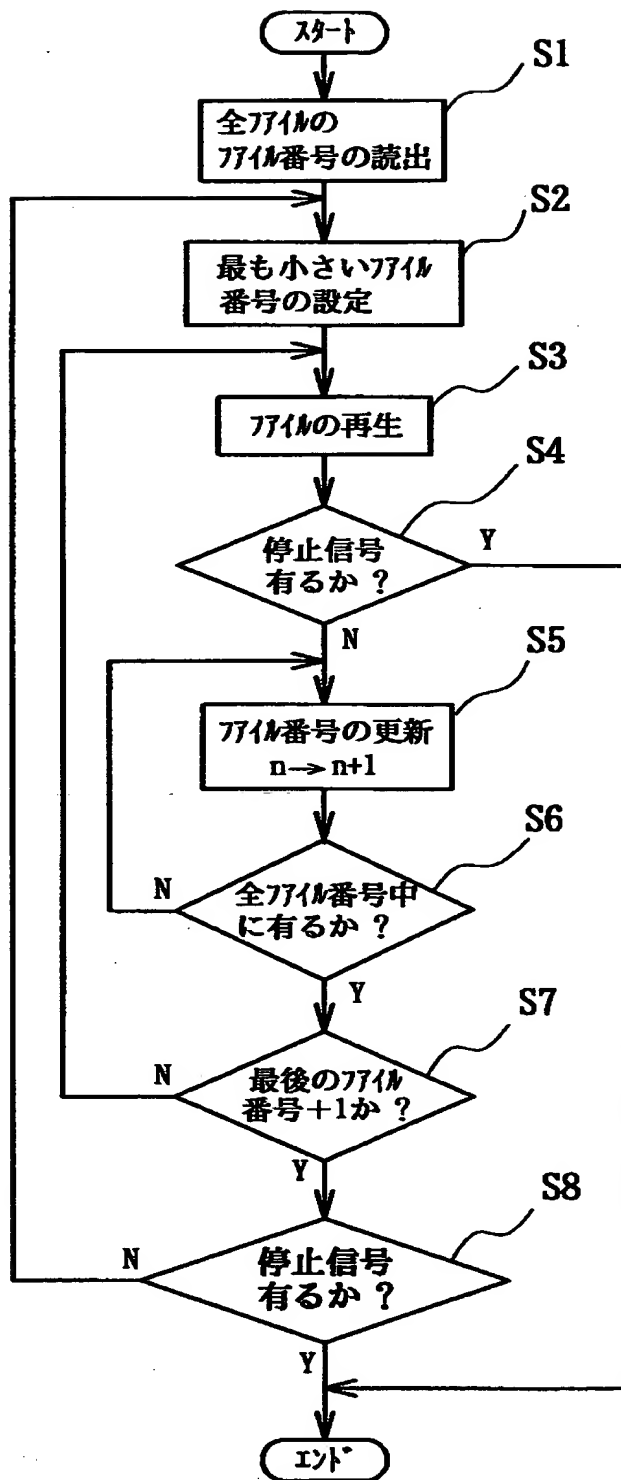 スタート
S1
全ファイルの
ファイル番号の読出
S2
最も小さいファイル
番号の設定
S3
ファイルの再生
S4
停止信号
有るか？
Y
N
S5
ファイル番号の更新
n→n+1
S6
全ファイル番号中
に有るか？
N
Y
S7
最後のファイル
番号+1か？
N
Y
S8
停止信号
有るか？
N
Y
エンド